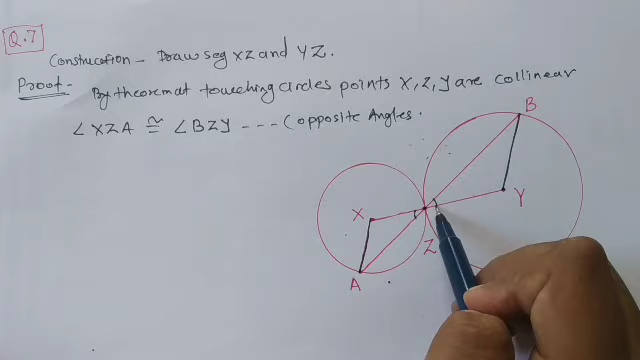 Q.7
Construction - Draw seg XZ and YZ.
Proof -
By theorem of touching circles points X, Z, Y are collinear
∠XZA ≅ ∠BZY --- (opposite Angles.
B
X
Y
Z
A